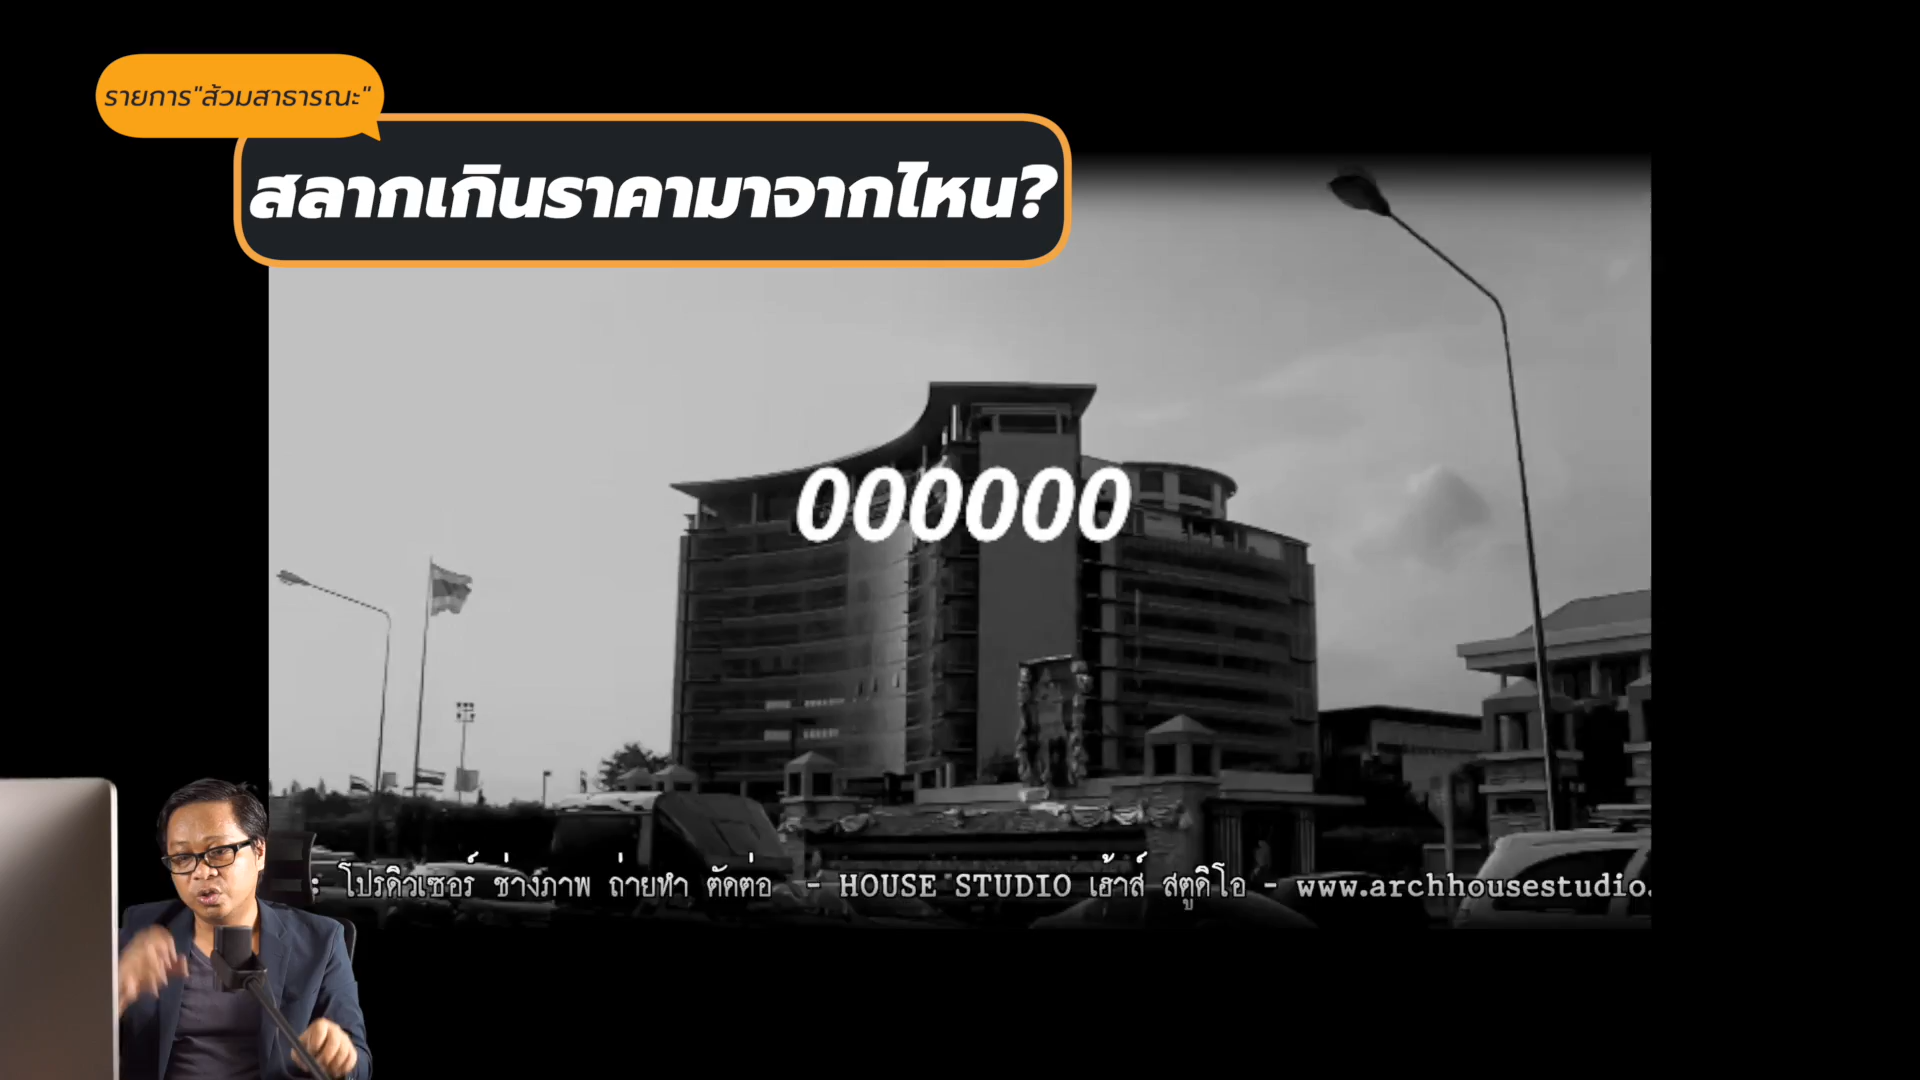 รายการ"ส้วมสาธารณะ"
สลากเกินราคามาจากไหน?
000000
: โปรดิวเซอร์ ช่างภาพ ถ่ายทำ ตัดต่อ - HOUSE STUDIO เฮ้าส์ สตูดิโอ - www.archhousestudio.